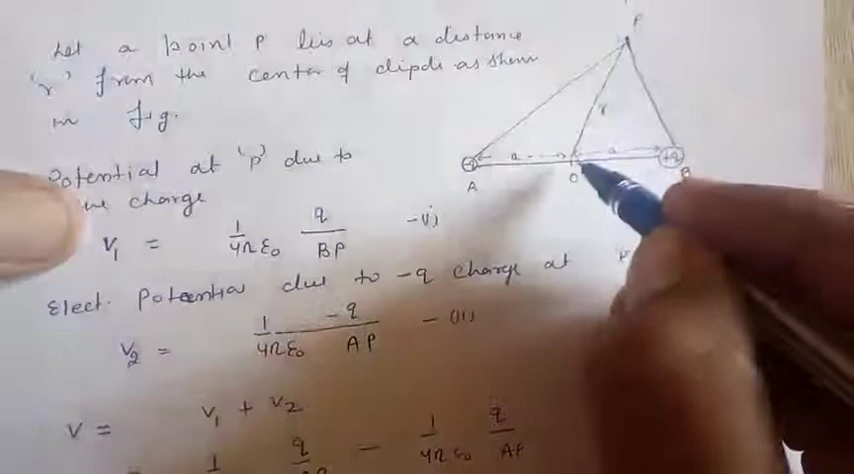 Let a point P lis at a distance
'r' from the center of dipole as shown
in fig.
Potential at 'p' due to
charge
V₁ = 1/4πε₀ q/BP -(i)
Elect. Potential due to -q charge at
V₂ = 1/4πε₀ -q/AP - (ii)
V = V₁ + V₂
1 q/ - 1/4πε₀ q/AP
P
r
a a
-q +q
A O B